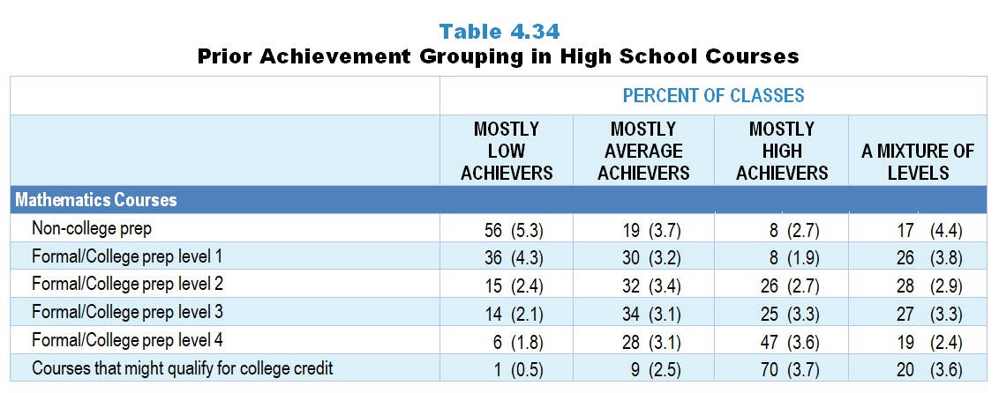 Table 4.34
Prior Achievement Grouping in High School Courses
PERCENT OF CLASSES
MOSTLY LOW ACHIEVERS MOSTLY AVERAGE ACHIEVERS MOSTLY HIGH ACHIEVERS A MIXTURE OF LEVELS
Mathematics Courses
Non-college prep 56 (5.3) 19 (3.7) 8 (2.7) 17 (4.4)
Formal/College prep level 1 36 (4.3) 30 (3.2) 8 (1.9) 26 (3.8)
Formal/College prep level 2 15 (2.4) 32 (3.4) 26 (2.7) 28 (2.9)
Formal/College prep level 3 14 (2.1) 34 (3.1) 25 (3.3) 27 (3.3)
Formal/College prep level 4 6 (1.8) 28 (3.1) 47 (3.6) 19 (2.4)
Courses that might qualify for college credit 1 (0.5) 9 (2.5) 70 (3.7) 20 (3.6)